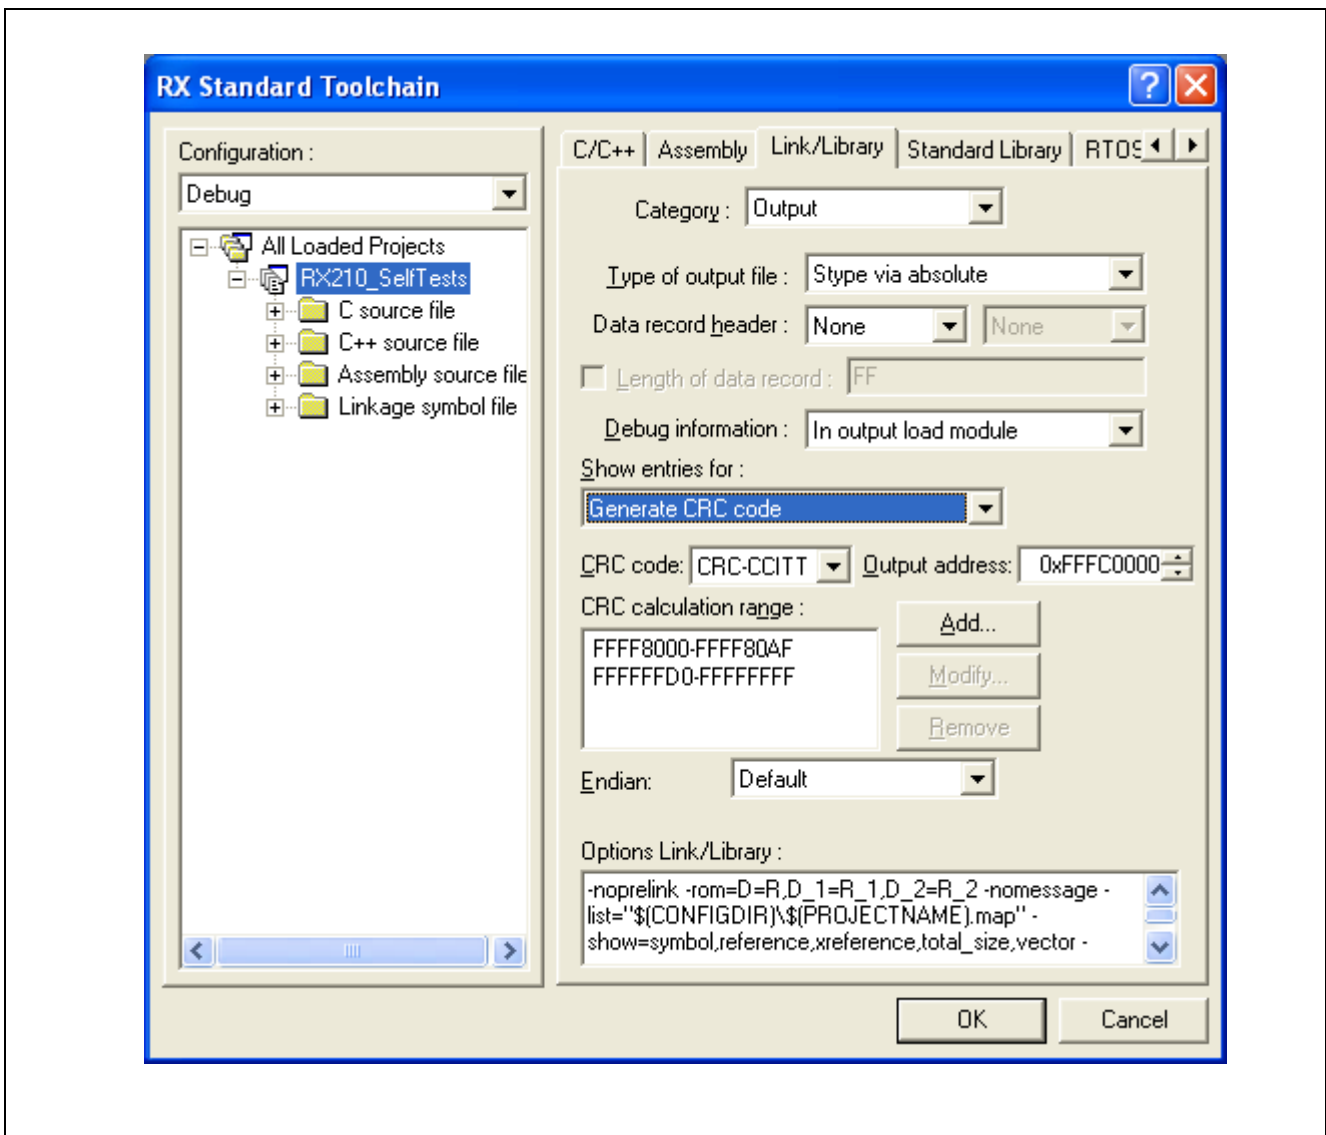 RX Standard Toolchain
Configuration :
Debug
All Loaded Projects
RX210_SelfTests
C source file
C++ source file
Assembly source file
Linkage symbol file
C/C++ Assembly Link/Library Standard Library RTOS
Category : Output
Type of output file : Stype via absolute
Data record header : None None
Length of data record : FF
Debug information : In output load module
Show entries for :
Generate CRC code
CRC code: CRC-CCITT Output address: 0xFFFC0000
CRC calculation range :
FFFF8000-FFFF80AF
FFFFFFD0-FFFFFFFF
Add...
Modify...
Remove
Endian: Default
Options Link/Library :
-noprelink -rom=D=R,D_1=R_1,D_2=R_2 -nomessage -
list="$(CONFIGDIR)\$(PROJECTNAME).map" -
show=symbol,reference,xreference,total_size,vector -
OK Cancel